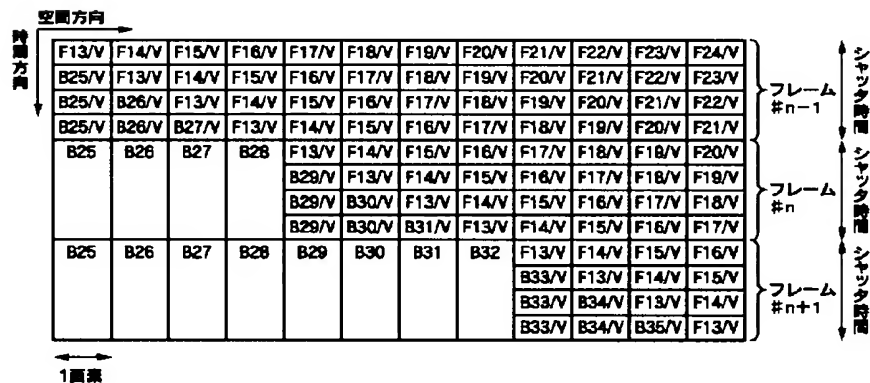 空間方向
時間方向
F13/V F14/V F15/V F16/V F17/V F18/V F19/V F20/V F21/V F22/V F23/V F24/V
B25/V F13/V F14/V F15/V F16/V F17/V F18/V F19/V F20/V F21/V F22/V F23/V
B25/V B26/V F13/V F14/V F15/V F16/V F17/V F18/V F19/V F20/V F21/V F22/V
B25/V B26/V B27/V F13/V F14/V F15/V F16/V F17/V F18/V F19/V F20/V F21/V
フレーム
#n-1
シャッタ時間
B25 B26 B27 B28 F13/V F14/V F15/V F16/V F17/V F18/V F19/V F20/V
B29/V F13/V F14/V F15/V F16/V F17/V F18/V F19/V
B29/V B30/V F13/V F14/V F15/V F16/V F17/V F18/V
B29/V B30/V B31/V F13/V F14/V F15/V F16/V F17/V
フレーム
#n
シャッタ時間
B25 B26 B27 B28 B29 B30 B31 B32 F13/V F14/V F15/V F16/V
B33/V F13/V F14/V F15/V
B33/V B34/V F13/V F14/V
B33/V B34/V B35/V F13/V
フレーム
#n+1
シャッタ時間
1画素